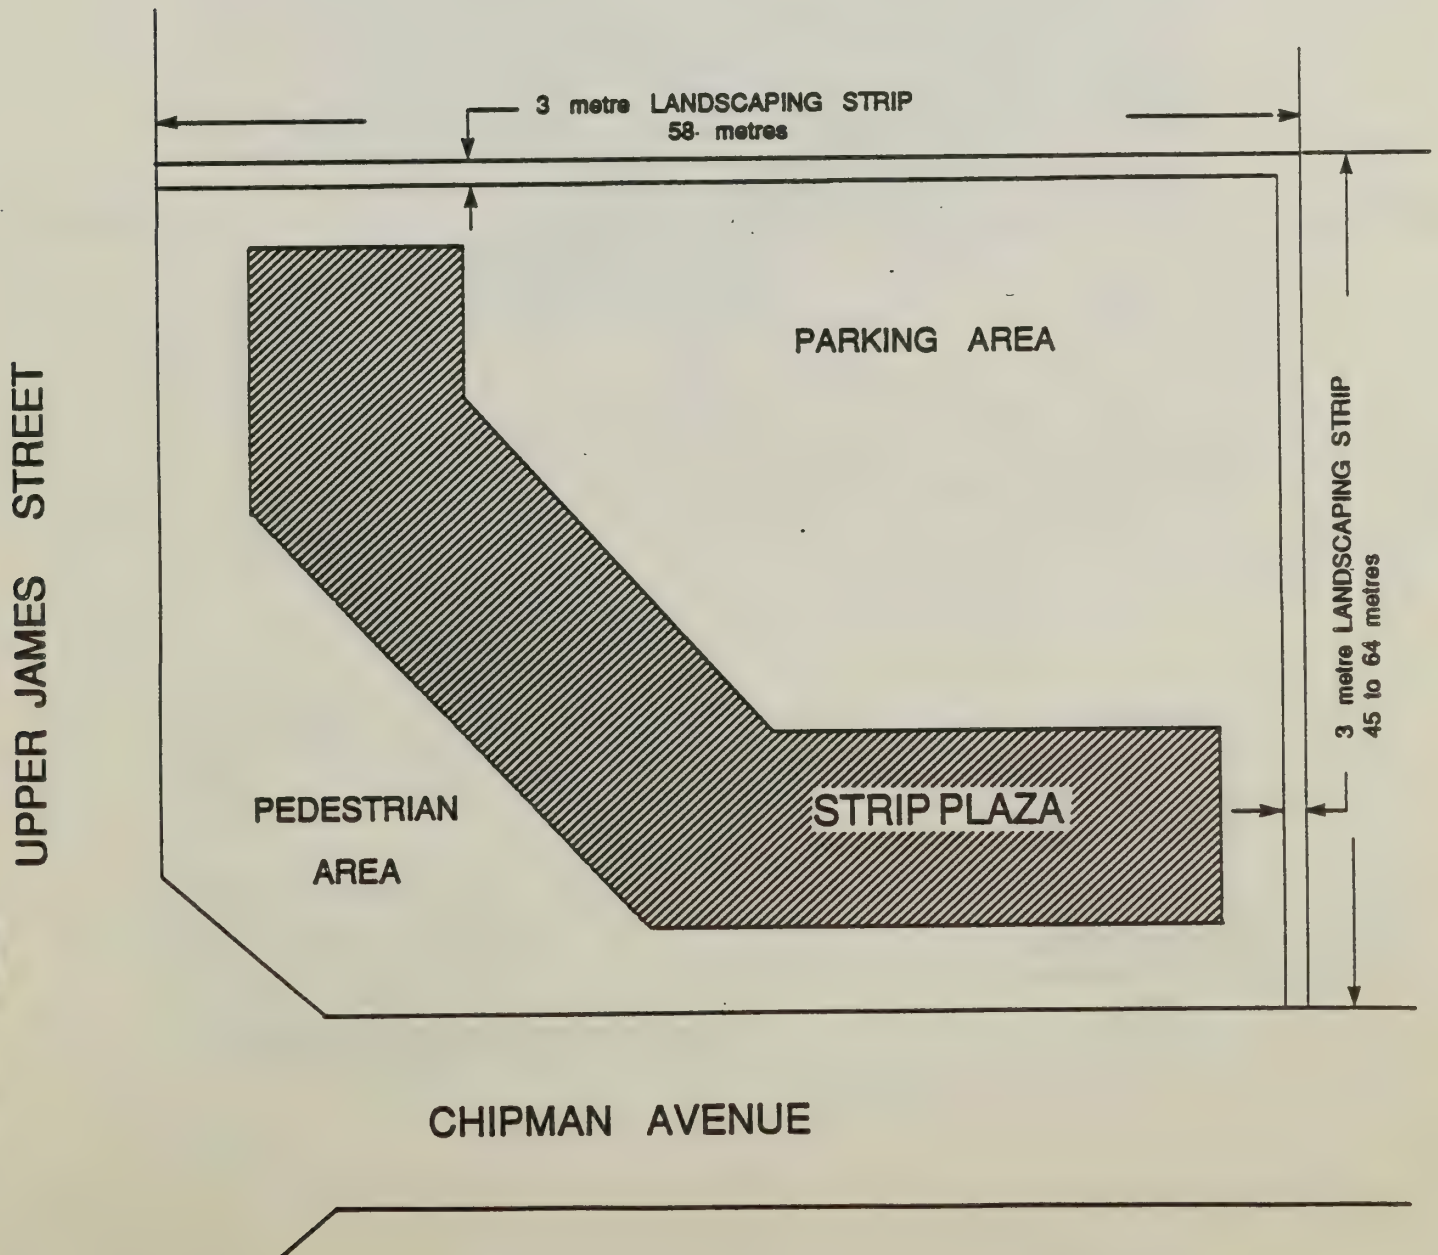 3 metre LANDSCAPING STRIP
58 metres
PARKING AREA
UPPER JAMES STREET
3 metre LANDSCAPING STRIP
45 to 64 metres
STRIP PLAZA
PEDESTRIAN
AREA
CHIPMAN AVENUE